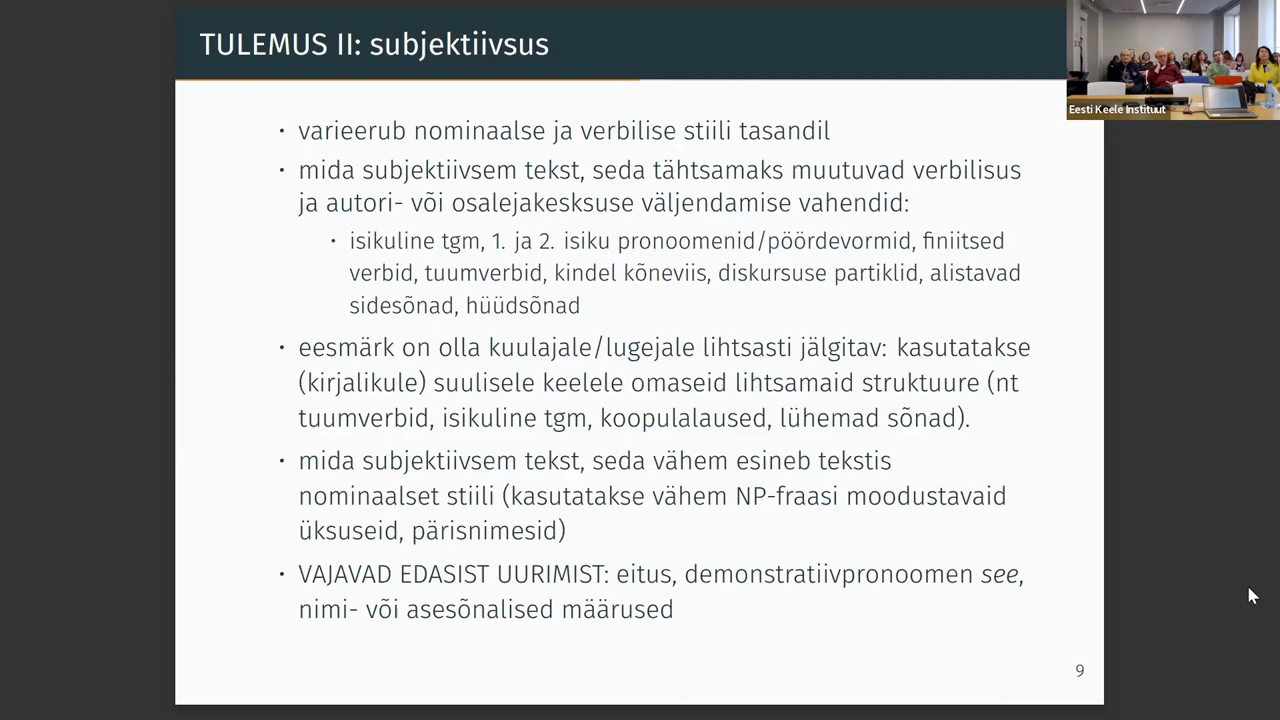 TULEMUS II: subjektiivsus
Eesti Keele Instituut
· varieerub nominaalse ja verbilise stiili tasandil
· mida subjektiivsem tekst, seda tähtsamaks muutuvad verbilisus
ja autori- või osalejakesksuse väljendamise vahendid:
· isikuline tgm, 1. ja 2. isiku pronoomenid/pöördevormid, finiitsed
verbid, tuumverbid, kindel kõneviis, diskursuse partiklid, alistavad
sidesõnad, hüüdsõnad
· eesmärk on olla kuulajale/lugejale lihtsasti jälgitav: kasutatakse
(kirjalikule) suulisele keelele omaseid lihtsamaid struktuure (nt
tuumverbid, isikuline tgm, koopulalaused, lühemad sõnad).
· mida subjektiivsem tekst, seda vähem esineb tekstis
nominaalset stiili (kasutatakse vähem NP-fraasi moodustavaid
üksuseid, pärisnimesid)
· VAJAVAD EDASIST UURIMIST: eitus, demonstratiivpronoomen see,
nimi- või asesõnalised määrused
9